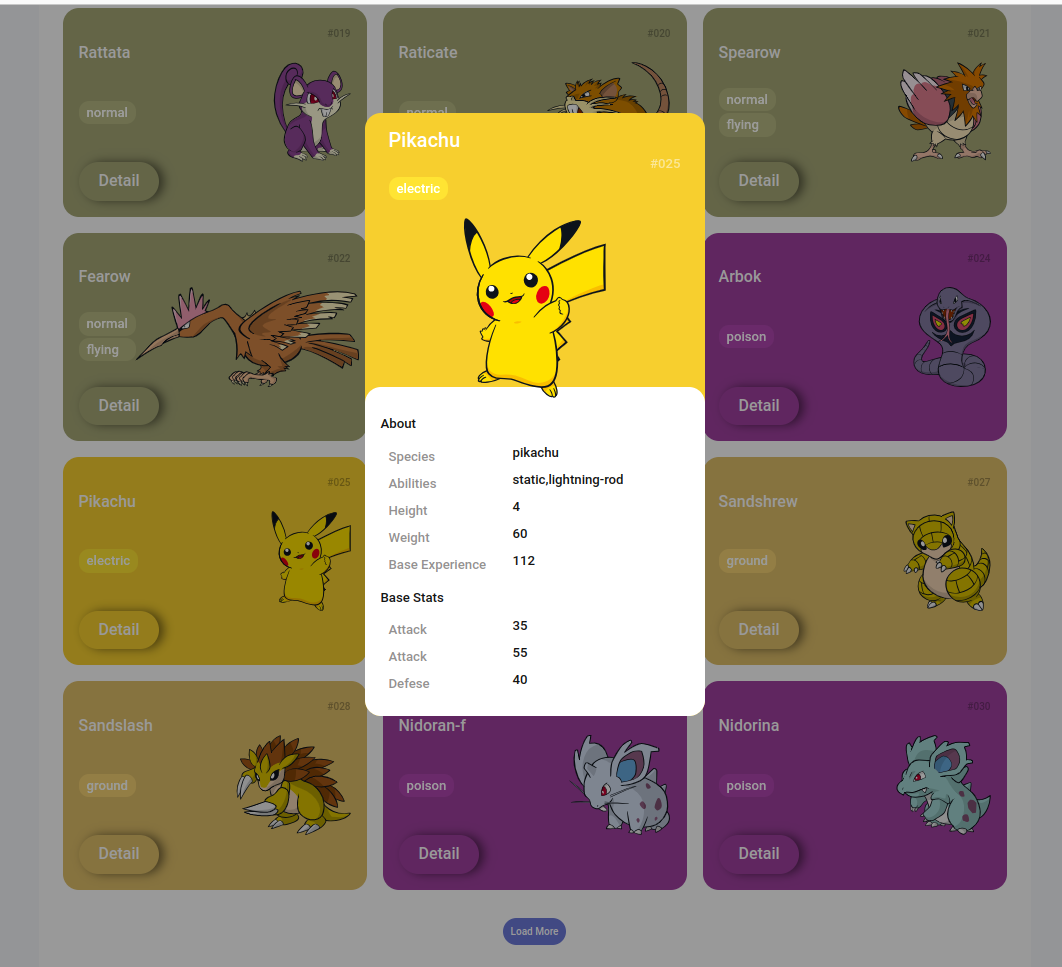 #019
Rattata
normal
Detail
#020
Raticate
normal
#021
Spearow
normal
flying
Detail
Pikachu
#025
electric
About
Species pikachu
Abilities static,lightning-rod
Height 4
Weight 60
Base Experience 112
Base Stats
Attack 35
Attack 55
Defese 40
#022
Fearow
normal
flying
Detail
#024
Arbok
poison
Detail
#025
Pikachu
electric
Detail
#027
Sandshrew
ground
Detail
#028
Sandslash
ground
Detail
Nidoran-f
poison
Detail
#030
Nidorina
poison
Detail
Load More